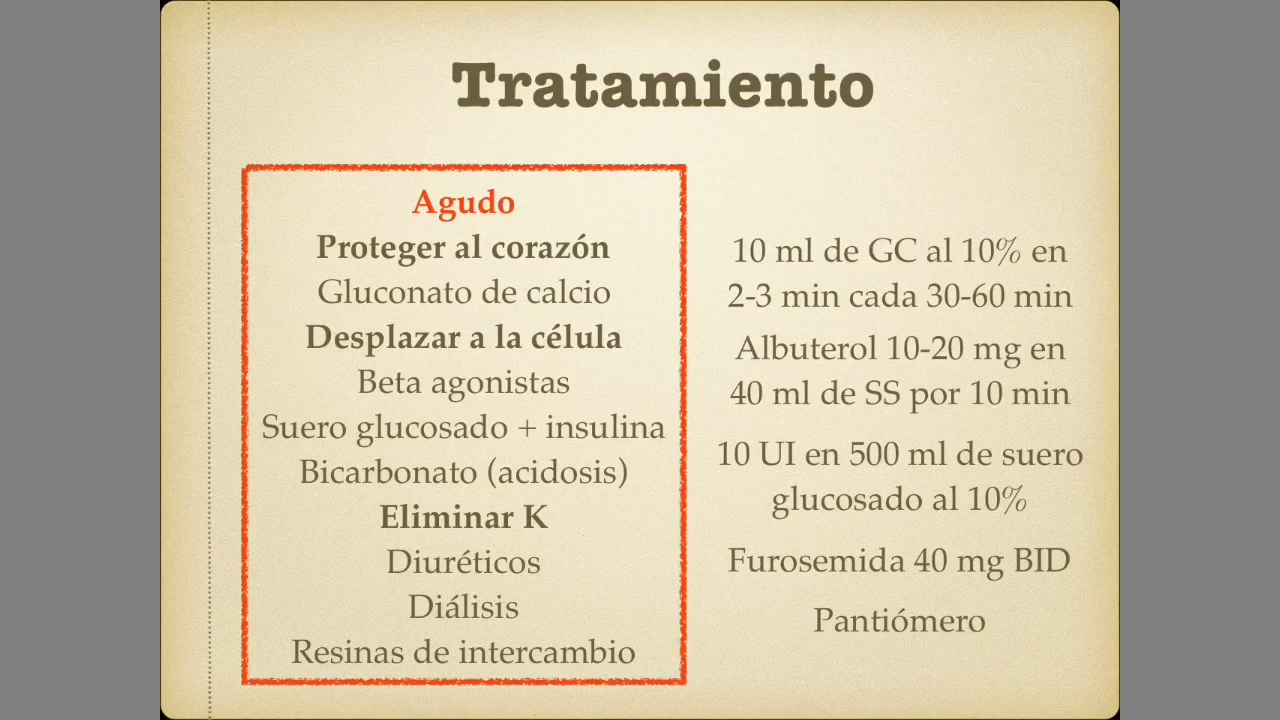 Tratamiento
Agudo
Proteger al corazón
Gluconato de calcio
Desplazar a la célula
Beta agonistas
Suero glucosado + insulina
Bicarbonato (acidosis)
Eliminar K
Diuréticos
Diálisis
Resinas de intercambio
10 ml de GC al 10% en
2-3 min cada 30-60 min
Albuterol 10-20 mg en
40 ml de SS por 10 min
10 UI en 500 ml de suero
glucosado al 10%
Furosemida 40 mg BID
Pantiómero